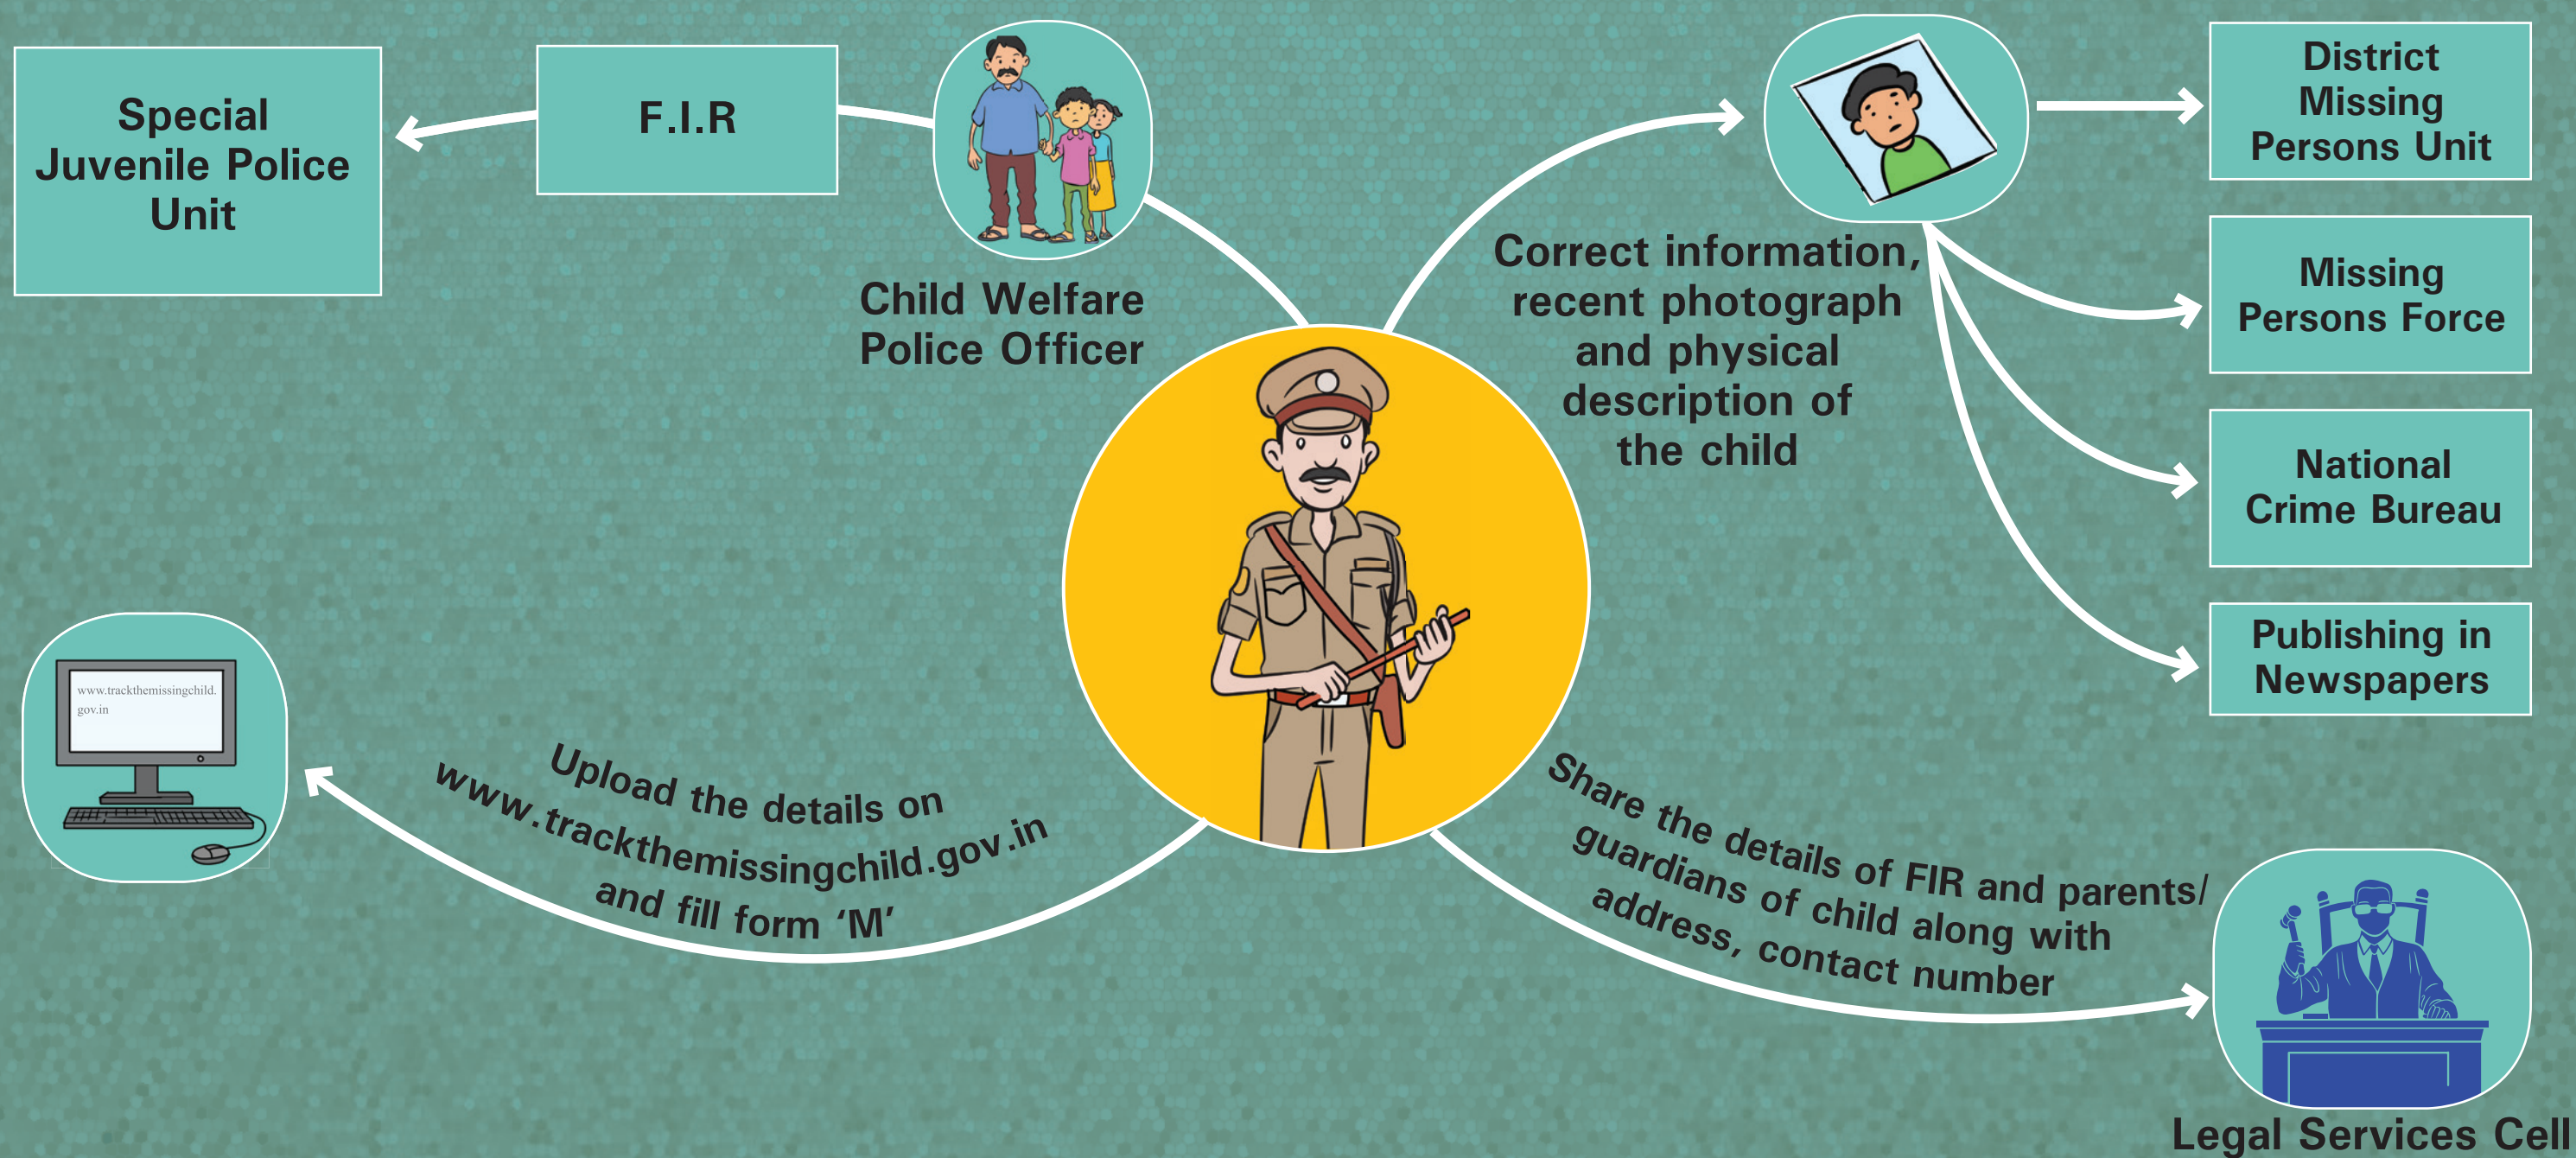 Special
Juvenile Police
Unit
F.I.R
Child Welfare
Police Officer
Correct information,
recent photograph
and physical
description of
the child
District
Missing
Persons Unit
Missing
Persons Force
National
Crime Bureau
Publishing in
Newspapers
www.trackthemissingchild.
gov.in
Upload the details on
www.trackthemissingchild.gov.in
and fill form ‘M’
Share the details of FIR and parents/
guardians of child along with
address, contact number
Legal Services Cell